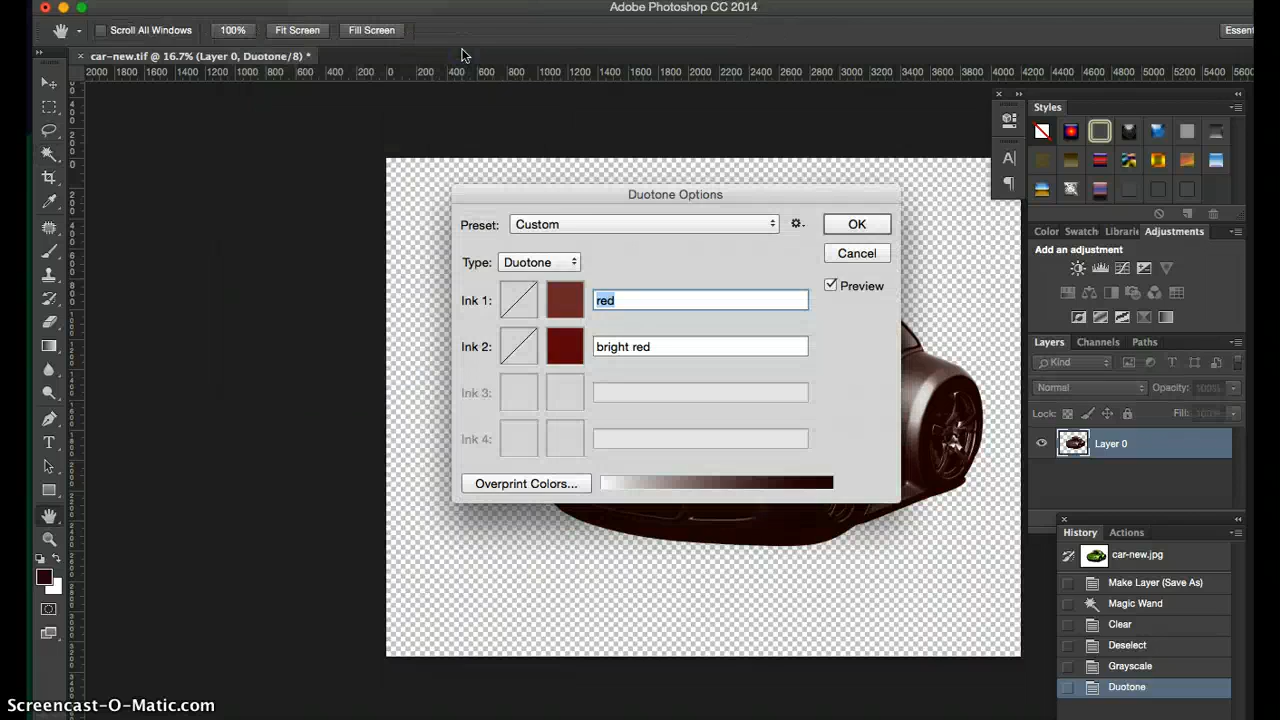 Adobe Photoshop CC 2014
Scroll All Windows
100%
Fit Screen
Fill Screen
Essent
× car-new.tif @ 16.7% (Layer 0, Duotone/8) *
2000 1800 1600 1400 1200 1000 800 600 400 200 0 200 400 600 800 1000 1200 1400 1600 1800 2000 2200 2400 2600 2800 3000 3200 3400 3600 3800 4000 4200 4400 4600 4800 5000 5200 5400 5600
Styles
Duotone Options
Preset:
Custom
OK
Type:
Duotone
Cancel
Preview
Ink 1:
red
Ink 2:
bright red
Ink 3:
Ink 4:
Overprint Colors...
Color
Swatch
Librarie
Adjustments
Add an adjustment
Layers
Channels
Paths
Kind
Normal
Opacity:
100%
Lock:
Fill:
100%
Layer 0
History
Actions
car-new.jpg
Make Layer (Save As)
Magic Wand
Clear
Deselect
Grayscale
Duotone
Screencast-O-Matic.com